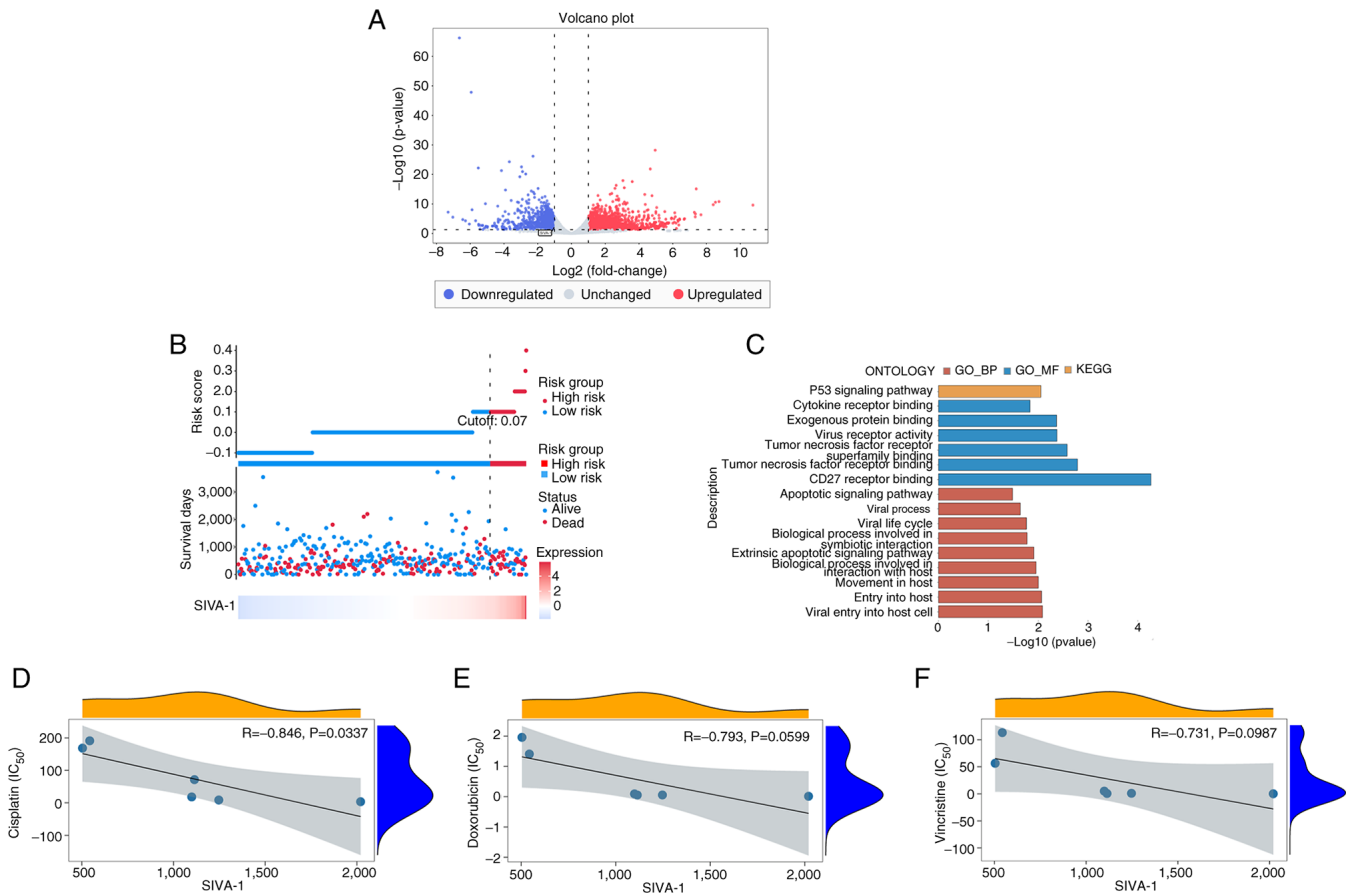 A
Volcano plot
60
50
40
30
20
10
0
−Log10 (p-value)
−8
−6
−4
−2
0
2
4
6
8
10
Log2 (fold-change)
Downregulated
Unchanged
Upregulated
B
0.4
0.3
2.0
0.1
0.0
−0.1
Risk score
Cutoff: 0.07
Risk group
High risk
Low risk
Risk group
High risk
Low risk
Status
Alive
Dead
3,000
2,000
1,000
0
Survival days
Expression
4
2
0
SIVA-1
C
ONTOLOGY
GO_BP
GO_MF
KEGG
P53 signaling pathway
Cytokine receptor binding
Exogenous protein binding
Virus receptor activity
Tumor necrosis factor receptor
superfamily binding
Tumor necrosis factor receptor binding
CD27 receptor binding
Apoptotic signaling pathway
Viral process
Viral life cycle
Biological process involved in
symbiotic interaction
Extrinsic apoptotic signaling pathway
Biological process involved in
interaction with host
Movement in host
Entry into host
Viral entry into host cell
Description
0
1
2
3
4
−Log10 (pvalue)
D
R=−0.846, P=0.0337
200
100
0
−100
Cisplatin (IC50)
500
1,000
1,500
2,000
SIVA-1
E
R=−0.793, P=0.0599
2
1
0
−1
−2
Doxorubicin (IC50)
500
1,000
1,500
2,000
SIVA-1
F
R=−0.731, P=0.0987
100
50
0
−50
−100
Vincristine (IC50)
500
1,000
1,500
2,000
SIVA-1